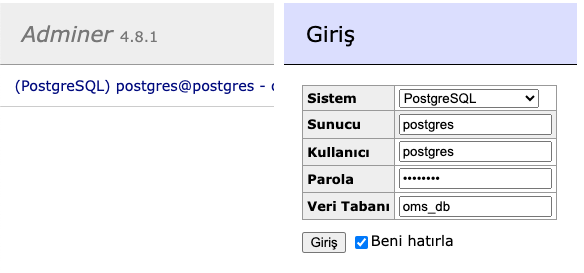 Adminer 4.8.1
(PostgreSQL) postgres@postgres -
Giriş
Sistem PostgreSQL
Sunucu postgres
Kullanıcı postgres
Parola ••••••••
Veri Tabanı oms_db
Giriş Beni hatırla